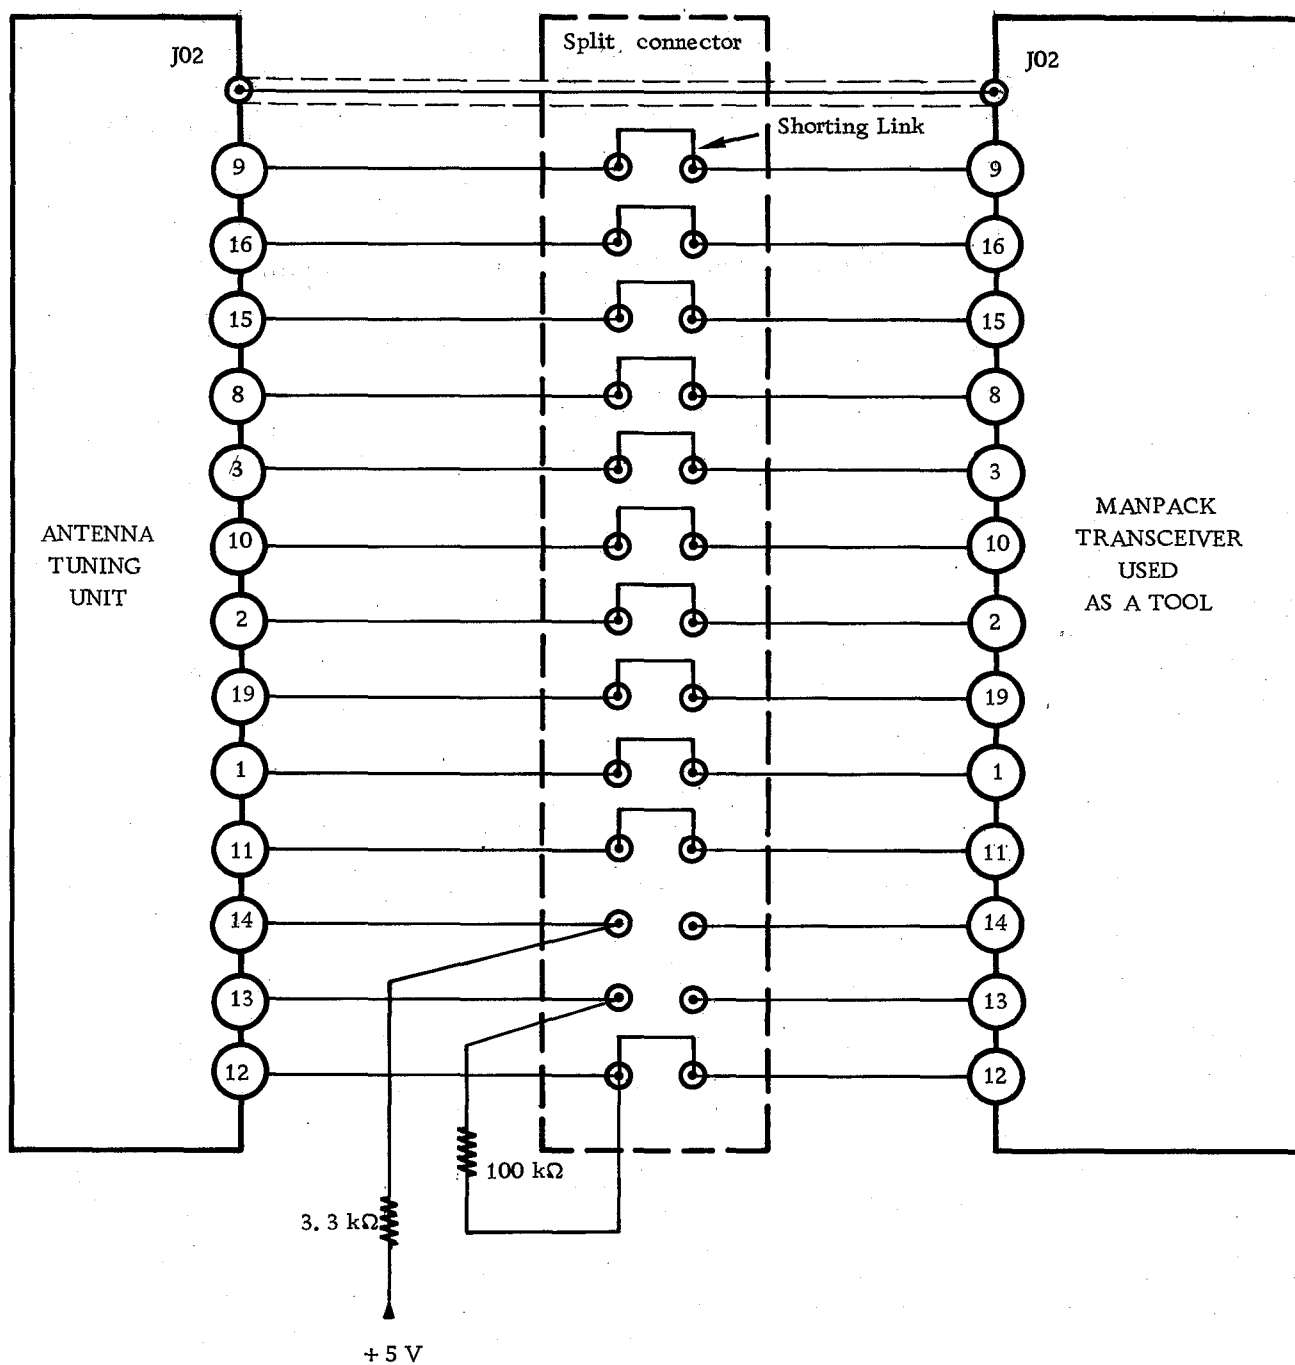 Split connector
J02
J02
Shorting Link
9
9
16
16
15
15
8
8
3
3
10
10
2
2
19
19
1
1
11
11
14
14
13
13
12
12
ANTENNA
TUNING
UNIT
MANPACK
TRANSCEIVER
USED
AS A TOOL
100 kΩ
3.3 kΩ
+ 5 V